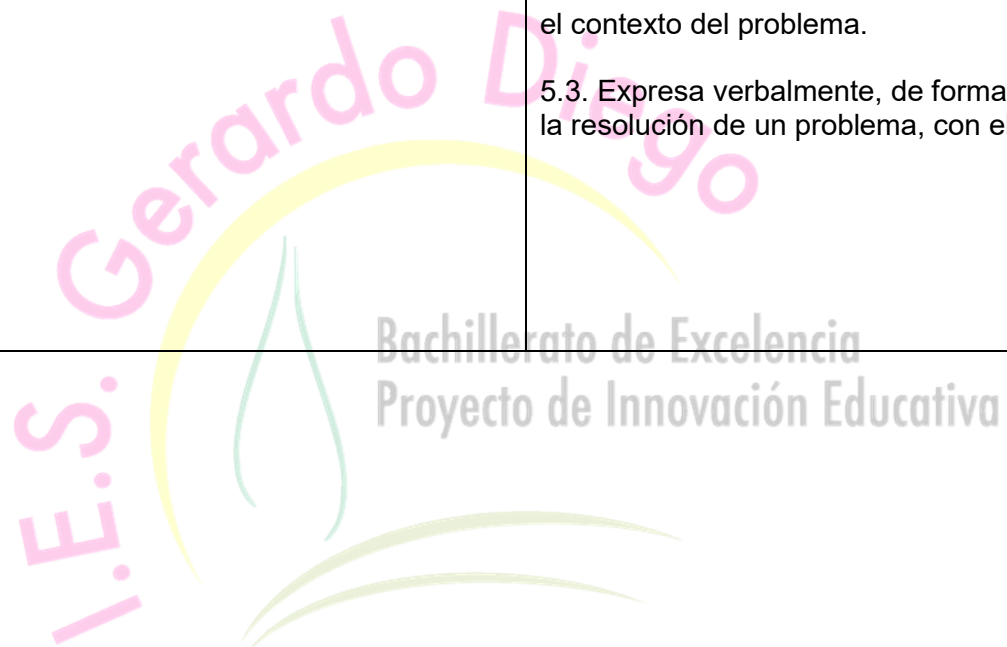 el contexto del problema.
5.3. Expresa verbalmente, de forma
la resolución de un problema, con e
I.E.S. Gerardo Diego
Bachillerato de Excelencia
Proyecto de Innovación Educativa